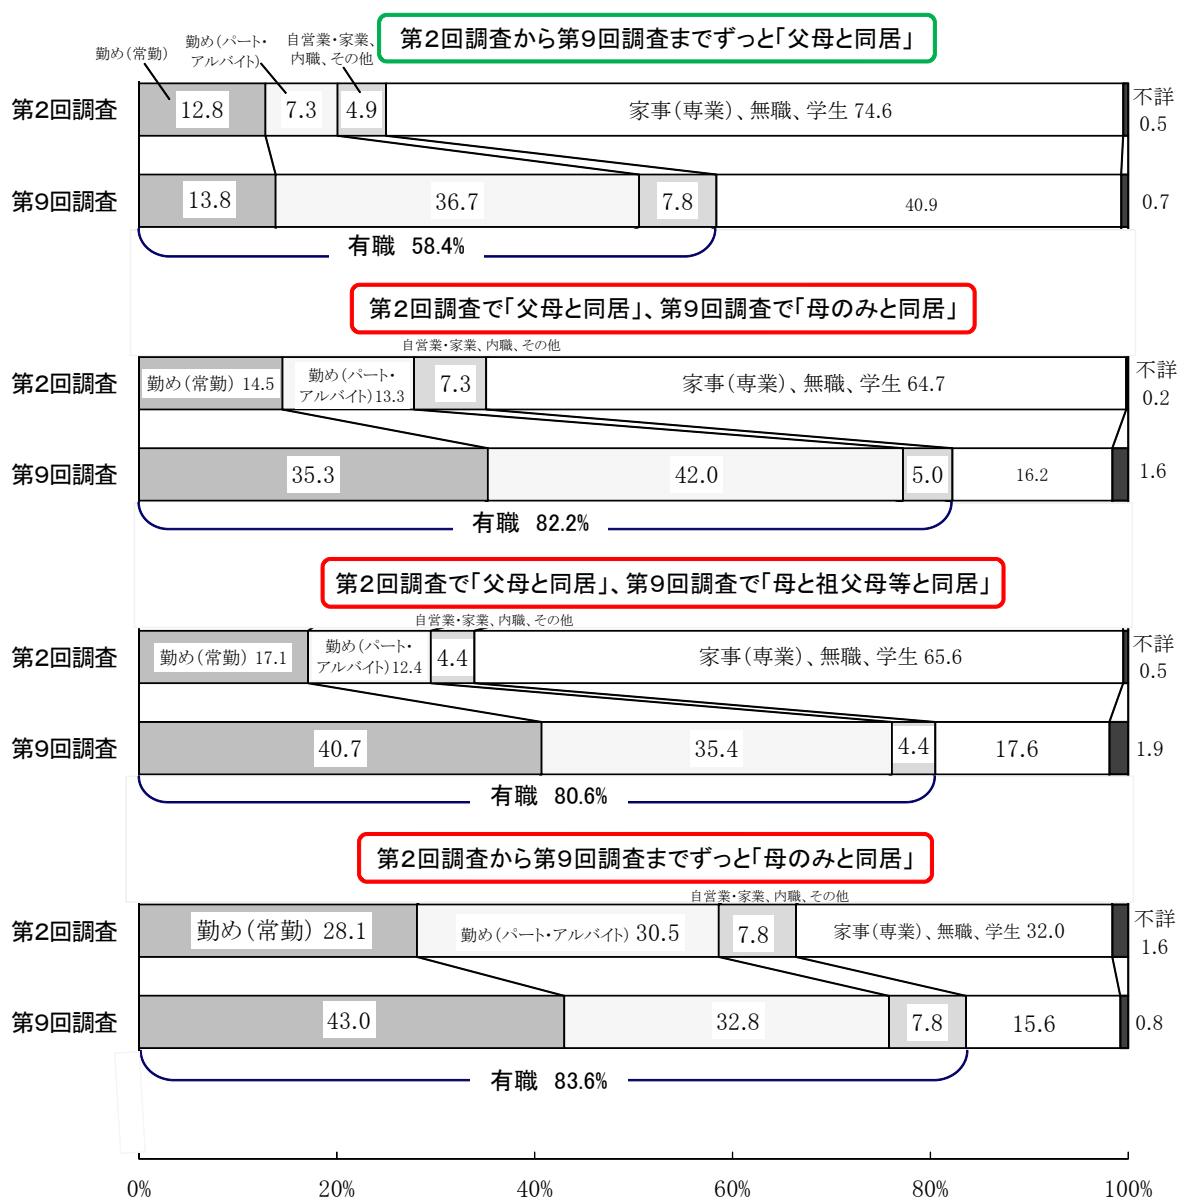 第2回調査から第9回調査までずっと「父母と同居」
勤め(常勤)
勤め(パート・
アルバイト)
自営業・家業、
内職、その他
第2回調査
12.8
7.3
4.9
家事(専業)、無職、学生 74.6
不詳
0.5
第9回調査
13.8
36.7
7.8
40.9
0.7
有職 58.4%
第2回調査で「父母と同居」、第9回調査で「母のみと同居」
自営業・家業、内職、その他
第2回調査
勤め(常勤) 14.5
勤め(パート・
アルバイト)13.3
7.3
家事(専業)、無職、学生 64.7
不詳
0.2
第9回調査
35.3
42.0
5.0
16.2
1.6
有職 82.2%
第2回調査で「父母と同居」、第9回調査で「母と祖父母等と同居」
自営業・家業、内職、その他
第2回調査
勤め(常勤) 17.1
勤め(パート・
アルバイト)12.4
4.4
家事(専業)、無職、学生 65.6
不詳
0.5
第9回調査
40.7
35.4
4.4
17.6
1.9
有職 80.6%
第2回調査から第9回調査までずっと「母のみと同居」
自営業・家業、内職、その他
第2回調査
勤め(常勤) 28.1
勤め(パート・アルバイト) 30.5
7.8
家事(専業)、無職、学生 32.0
不詳
1.6
第9回調査
43.0
32.8
7.8
15.6
0.8
有職 83.6%
0%
20%
40%
60%
80%
100%